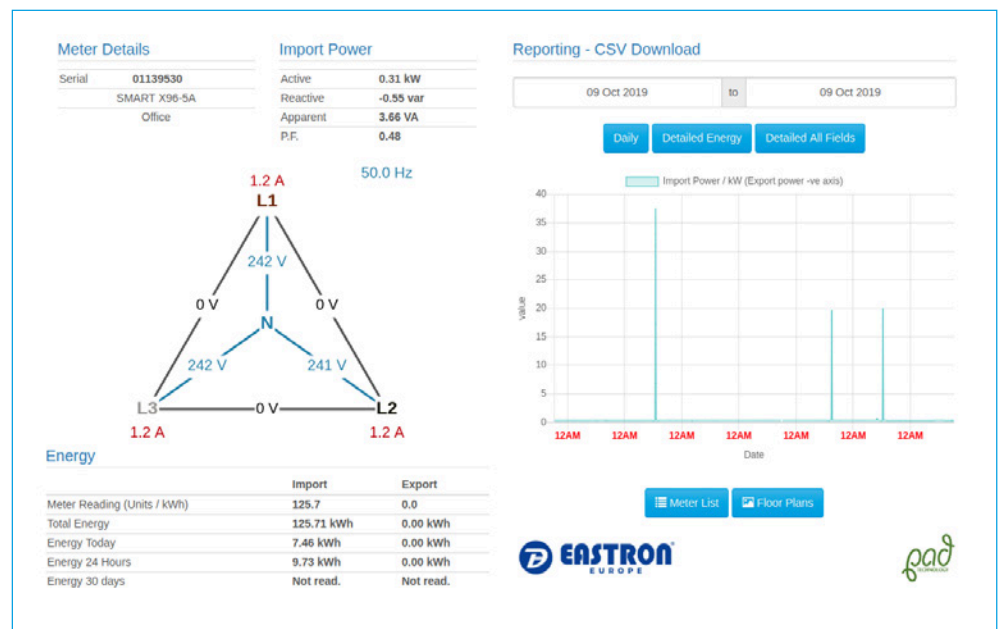 Meter Details
Serial 01139530
SMART X96-5A
Office
Import Power
Active 0.31 kW
Reactive -0.55 var
Apparent 3.66 VA
P.F. 0.48
50.0 Hz
1.2 A
L1
242 V
0 V 0 V
N
242 V 241 V
L3 0 V L2
1.2 A 1.2 A
Energy
Import Export
Meter Reading (Units / kWh) 125.7 0.0
Total Energy 125.71 kWh 0.00 kWh
Energy Today 7.46 kWh 0.00 kWh
Energy 24 Hours 9.73 kWh 0.00 kWh
Energy 30 days Not read. Not read.
Reporting - CSV Download
09 Oct 2019 to 09 Oct 2019
Daily Detailed Energy Detailed All Fields
Import Power / kW (Export power -ve axis)
40
35
30
25
20
15
10
5
0
value
12AM 12AM 12AM 12AM 12AM 12AM 12AM
Date
Meter List Floor Plans
EASTRON
EUROPE
pad
TECHNOLOGY